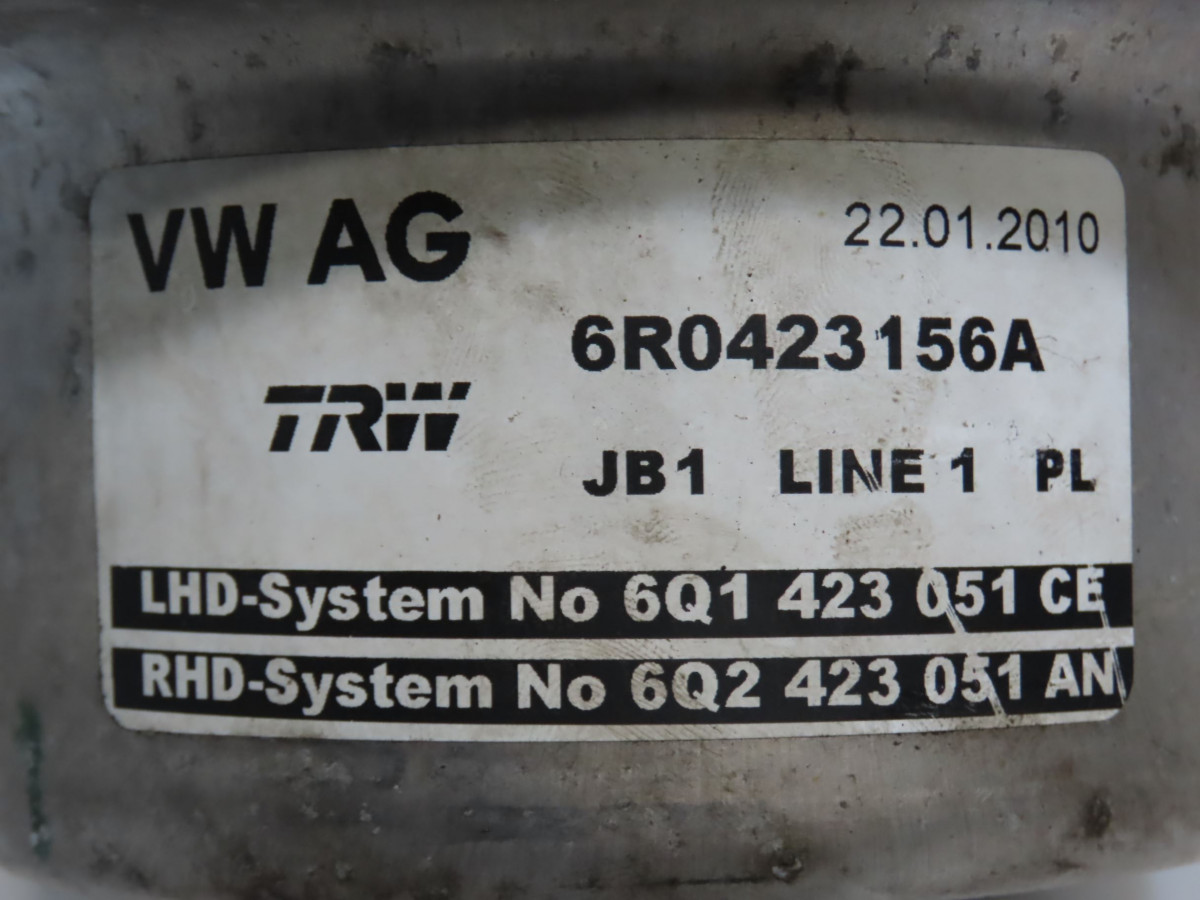 VW AG 22.01.2010
6R0423156A
TRW
JB1 LINE 1 PL
LHD-System No 6Q1 423 051 CE
RHD-System No 6Q2 423 051 AN